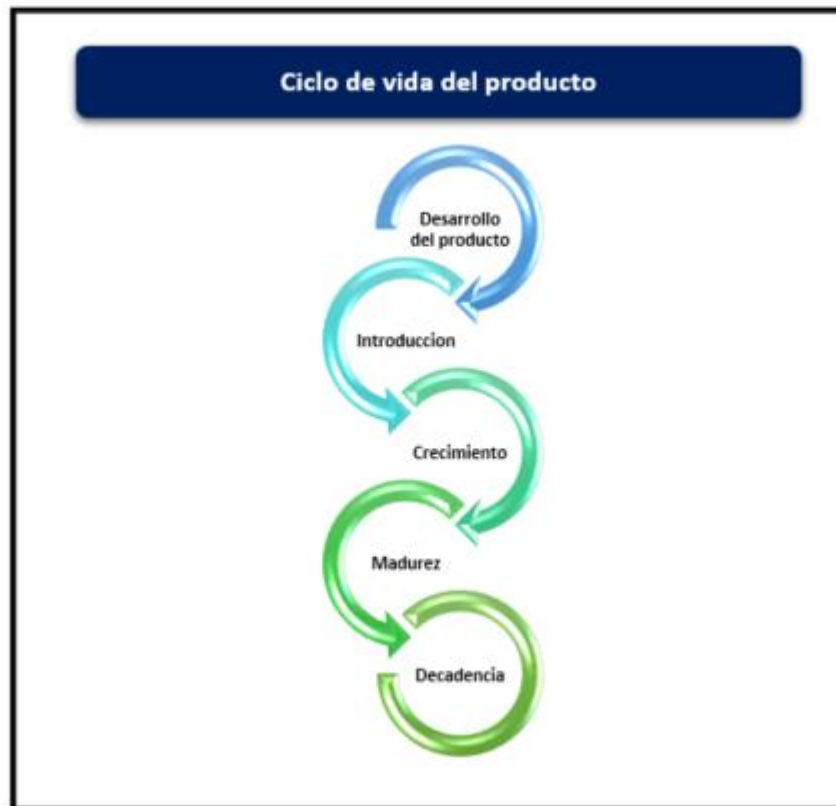 Ciclo de vida del producto
Desarrollo
del producto
Introduccion
Crecimiento
Madurez
Decadencia